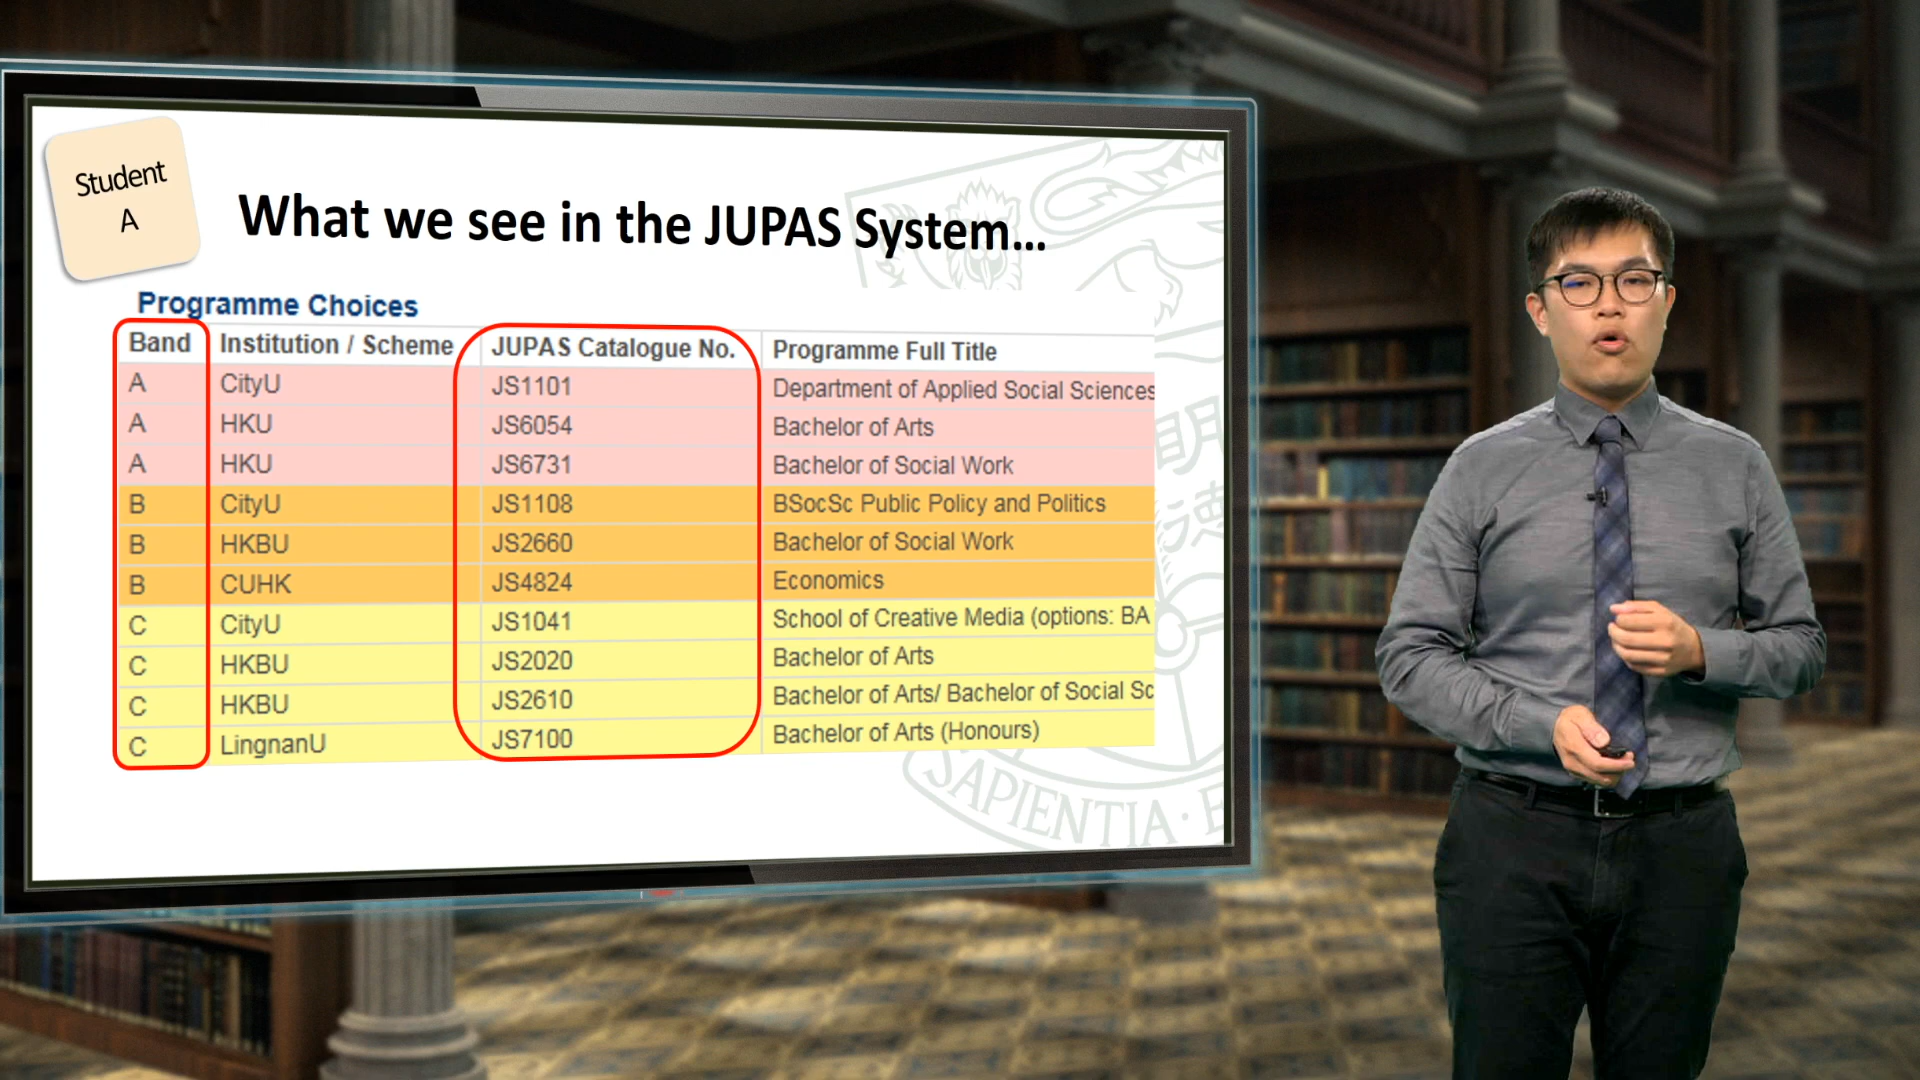 Student
A
What we see in the JUPAS System...
Programme Choices
Band Institution / Scheme JUPAS Catalogue No. Programme Full Title
A CityU JS1101 Department of Applied Social Sciences
A HKU JS6054 Bachelor of Arts
A HKU JS6731 Bachelor of Social Work
B CityU JS1108 BSocSc Public Policy and Politics
B HKBU JS2660 Bachelor of Social Work
B CUHK JS4824 Economics
C CityU JS1041 School of Creative Media (options: BA
C HKBU JS2020 Bachelor of Arts
C HKBU JS2610 Bachelor of Arts/ Bachelor of Social Sc
C LingnanU JS7100 Bachelor of Arts (Honours)
明
德
SAPIENTIA · E